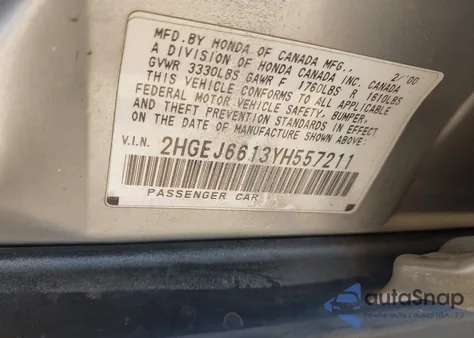 MFD. BY HONDA OF CANADA MFG.,
A DIVISION OF HONDA CANADA INC. CANADA 2/00
GVWR 3330LBS GAWR F 1760LBS R 1610LBS
THIS VEHICLE CONFORMS TO ALL APPLICABLE
FEDERAL MOTOR VEHICLE SAFETY, BUMPER,
AND THEFT PREVENTION STANDARDS IN EFFECT
ON THE DATE OF MANUFACTURE SHOWN ABOVE.
V.I.N. 2HGEJ6613YH557211
PASSENGER CAR
autaSnap